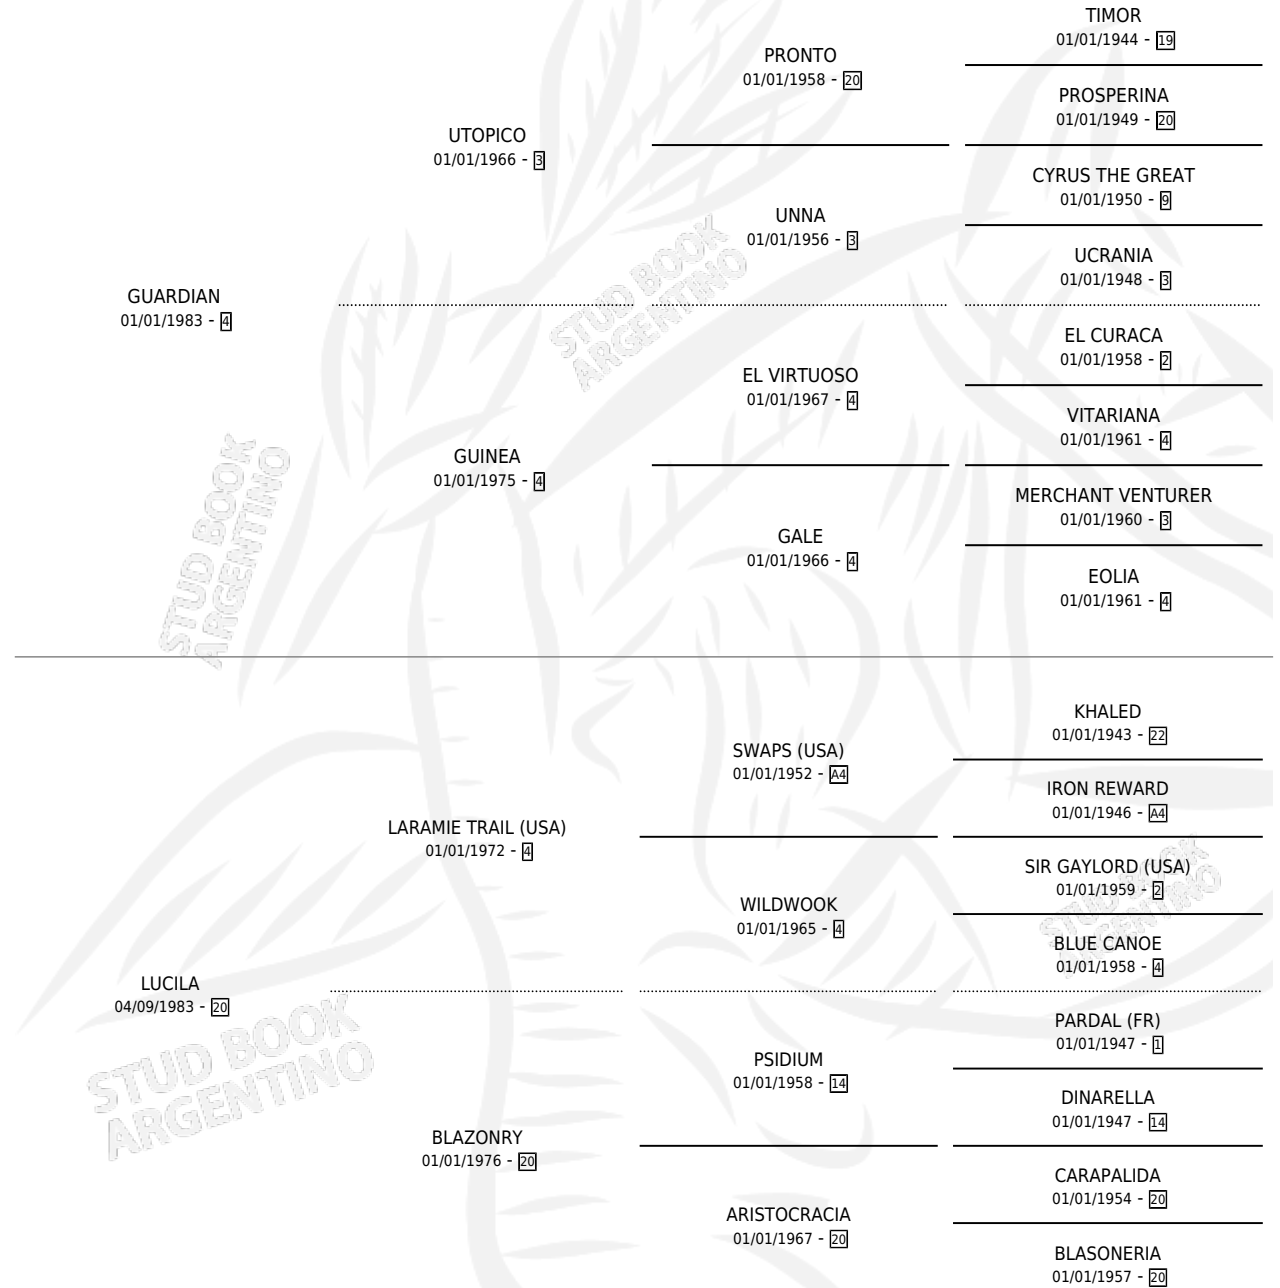 TIMOR
01/01/1944 - 19
PRONTO
01/01/1958 - 20
PROSPERINA
01/01/1949 - 20
UTOPICO
01/01/1966 - 3
CYRUS THE GREAT
01/01/1950 - 9
UNNA
01/01/1956 - 3
UCRANIA
01/01/1948 - 3
GUARDIAN
01/01/1983 - 4
EL CURACA
01/01/1958 - 2
EL VIRTUOSO
01/01/1967 - 4
VITARIANA
01/01/1961 - 4
GUINEA
01/01/1975 - 4
MERCHANT VENTURER
01/01/1960 - 3
GALE
01/01/1966 - 4
EOLIA
01/01/1961 - 4
STUD BOOK
ARGENTINO
STUD BOOK
ARGENTINO
KHALED
01/01/1943 - 22
SWAPS (USA)
01/01/1952 - A4
IRON REWARD
01/01/1946 - A4
LARAMIE TRAIL (USA)
01/01/1972 - 4
SIR GAYLORD (USA)
01/01/1959 - 2
WILDWOOK
01/01/1965 - 4
BLUE CANOE
01/01/1958 - 4
LUCILA
04/09/1983 - 20
PARDAL (FR)
01/01/1947 - 1
PSIDIUM
01/01/1958 - 14
DINARELLA
01/01/1947 - 14
BLAZONRY
01/01/1976 - 20
CARAPALIDA
01/01/1954 - 20
ARISTOCRACIA
01/01/1967 - 20
BLASONERIA
01/01/1957 - 20
STUD BOOK
ARGENTINO
STUD BOOK
ARGENTINO